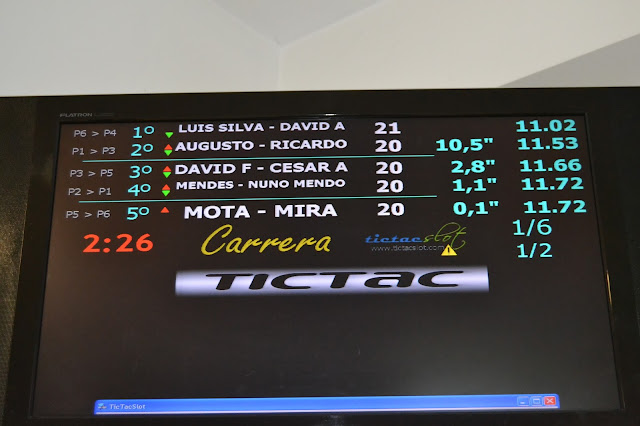 P6 > P4 1º LUIS SILVA - DAVID A 21 11.02
P1 > P3 2º AUGUSTO - RICARDO 20 10,5" 11.53
P3 > P5 3º DAVID F - CESAR A 20 2,8" 11.66
P2 > P1 4º MENDES - NUNO MENDO 20 1,1" 11.72
P5 > P6 5º MOTA - MIRA 20 0,1" 11.72
2:26 Carrera tictacslot 1/6
www.tictacslot.com 1/2
TICTAC
TicTacSlot